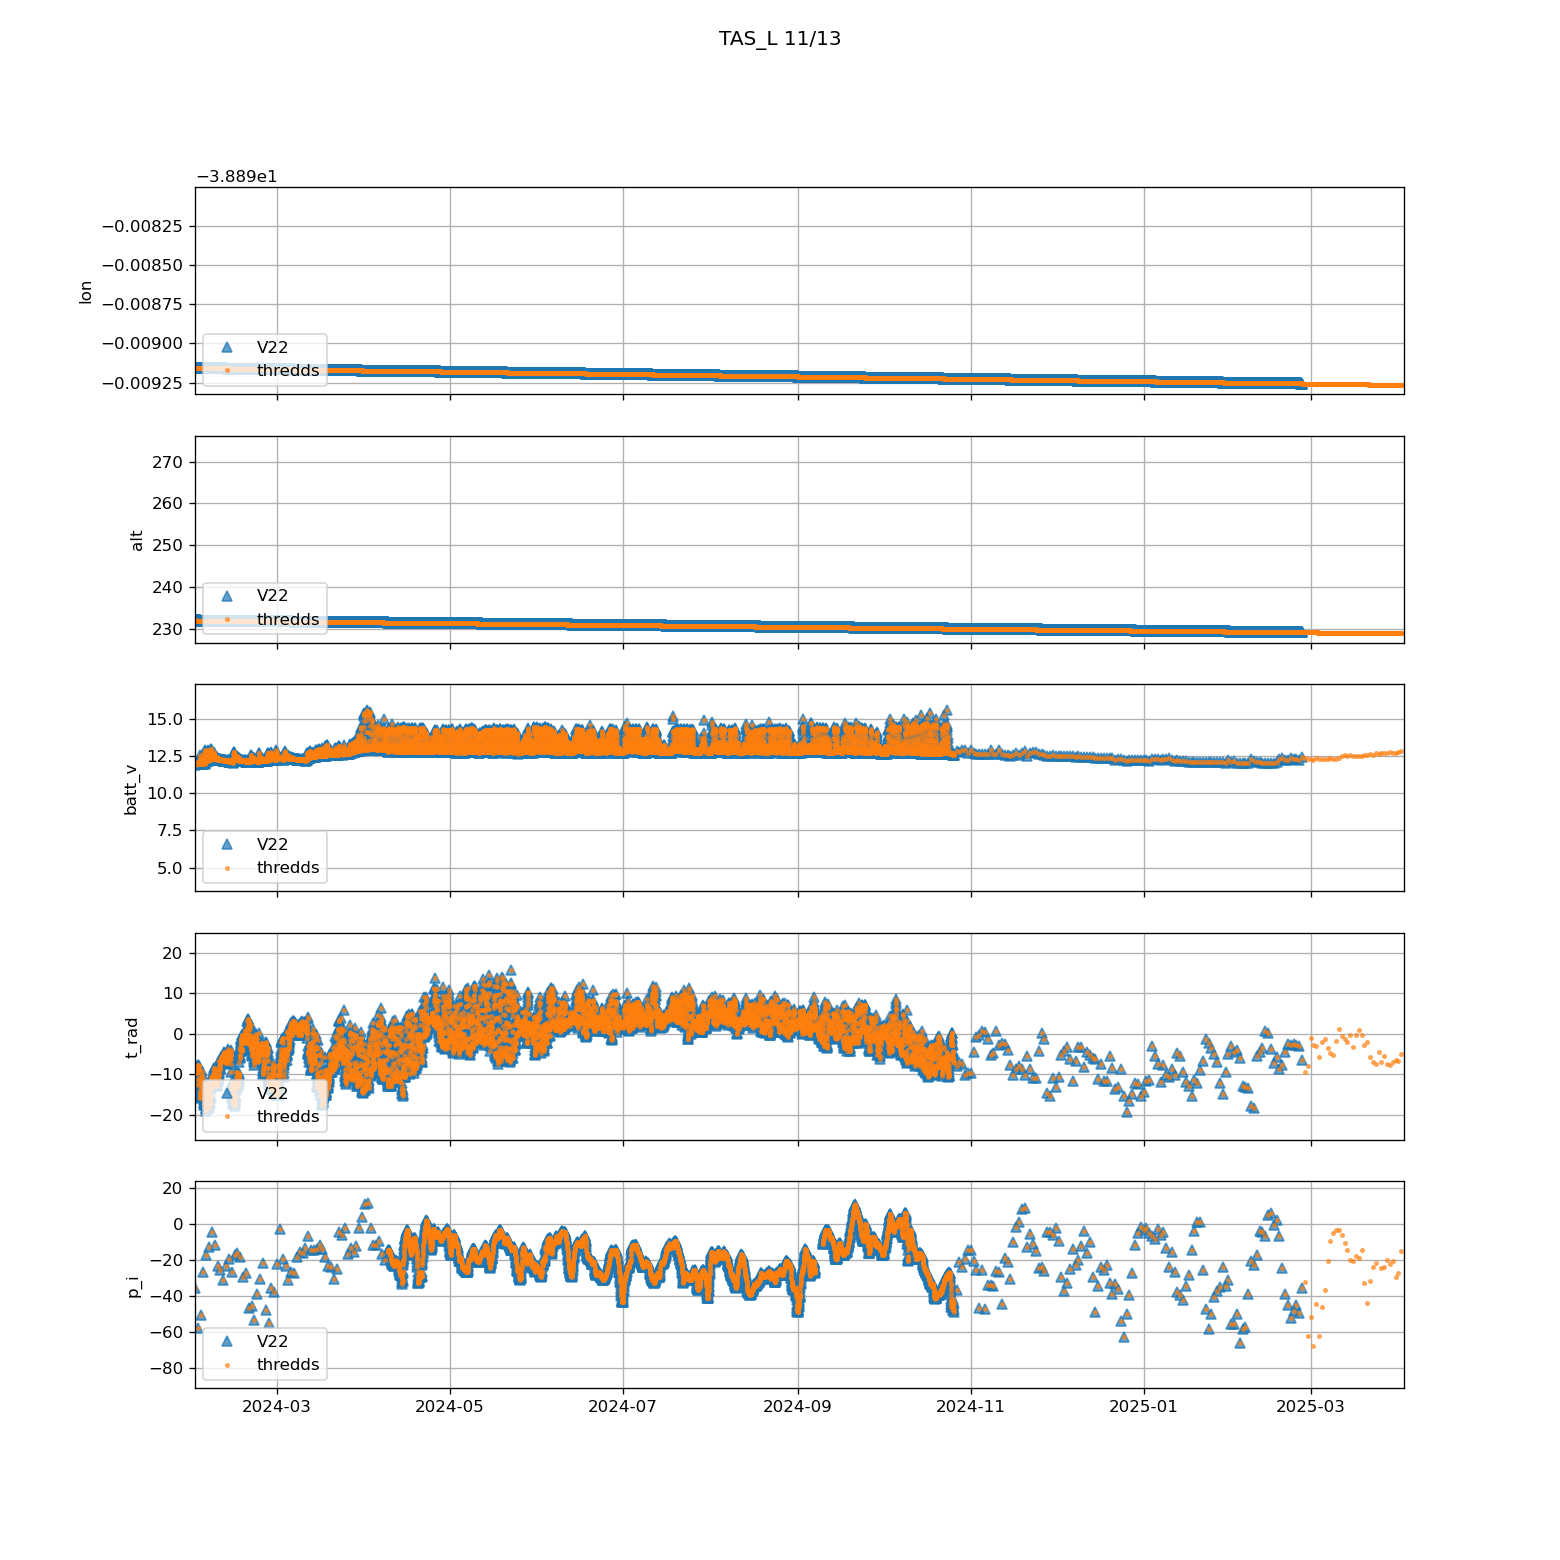 TAS_L 11/13
−3.889e1
−0.00825
−0.00850
−0.00875
−0.00900
−0.00925
lon
V22
thredds
270
260
250
240
230
alt
V22
thredds
15.0
12.5
10.0
7.5
5.0
batt_v
V22
thredds
20
10
0
−10
−20
t_rad
V22
thredds
20
0
−20
−40
−60
−80
p_i
V22
thredds
2024-03 2024-05 2024-07 2024-09 2024-11 2025-01 2025-03